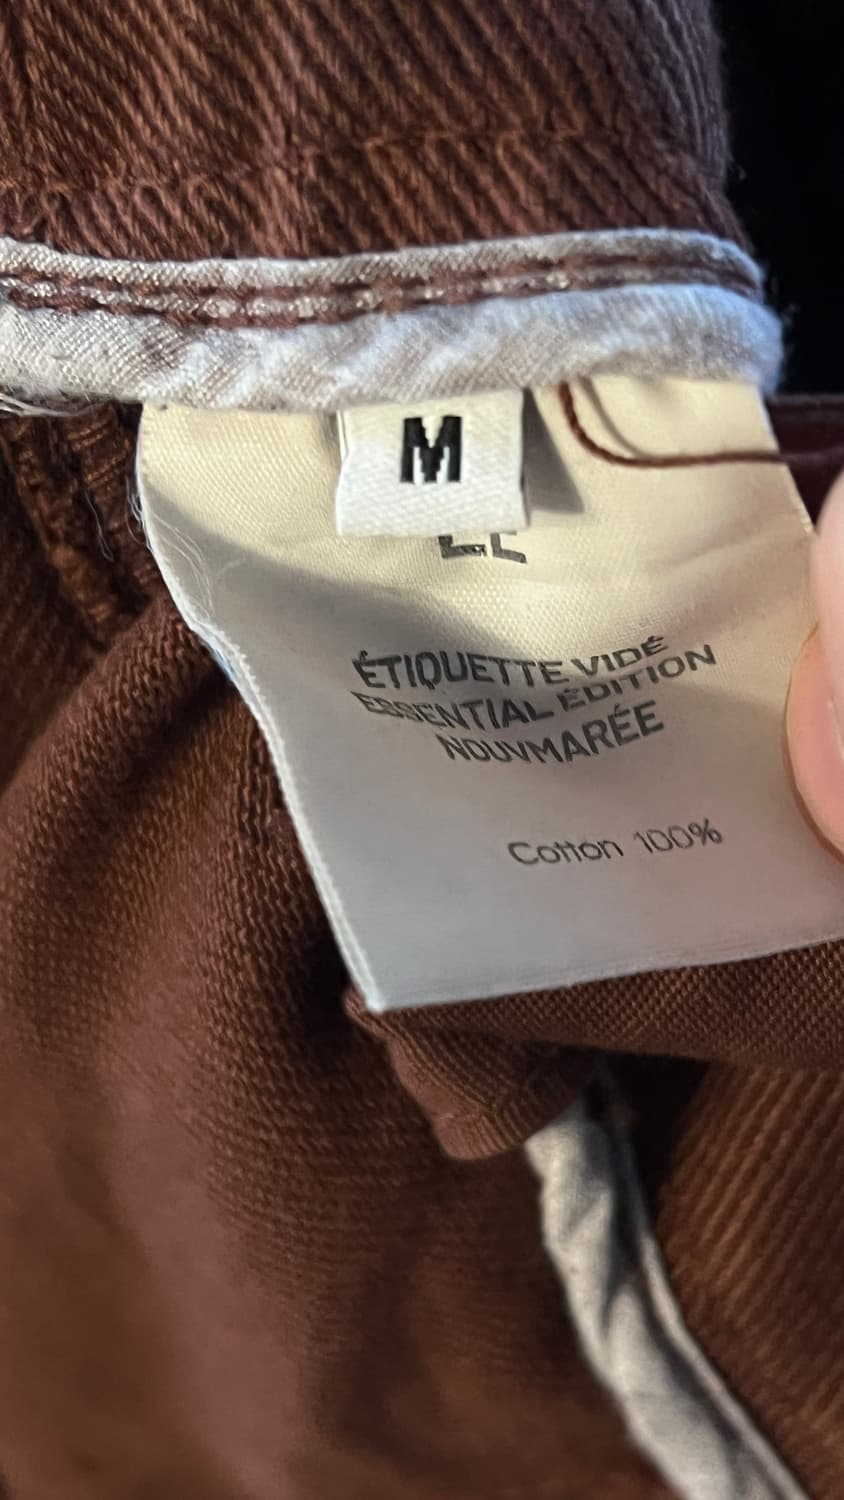 M
ÉTIQUETTE VIDÉ
ESSENTIAL ÉDITION
NOUVMARÉE
Cotton 100%